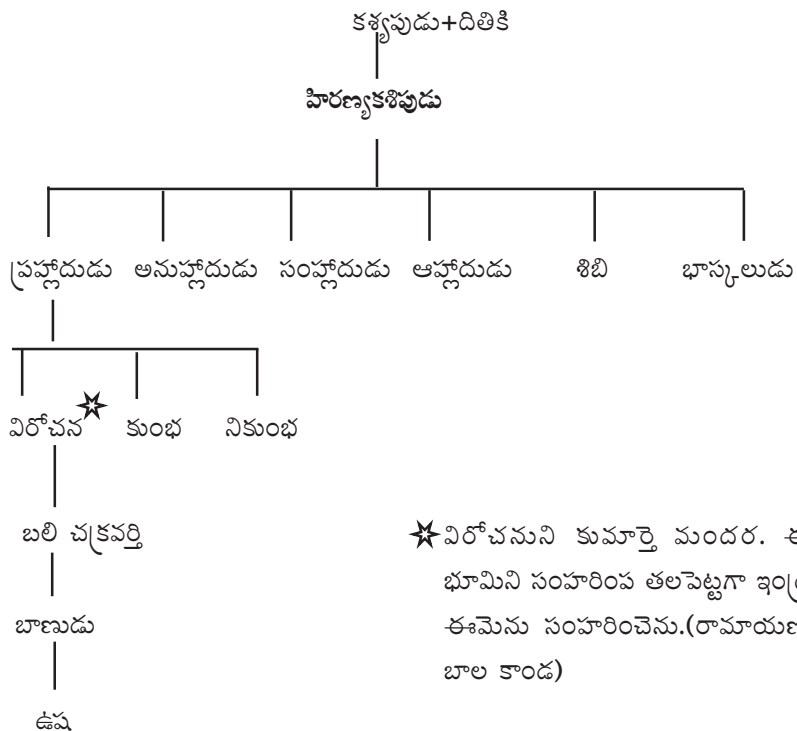 కశ్యపుడు+దితికి
హిరణ్యకశిపుడు
ప్రహ్లాదుడు అనుహ్లాదుడు సంహ్లాదుడు ఆహ్లాదుడు శిబి భాస్కలుడు
విరోచన కుంభ నికుంభ
బలి చక్రవర్తి
విరోచనుని కుమార్తె మందర.
భూమిని సంహరింప తలపెట్టగా
బాణుడు
ఈమెను సంహరించెను.(రామాయణ
బాల కాండ)
ఉష